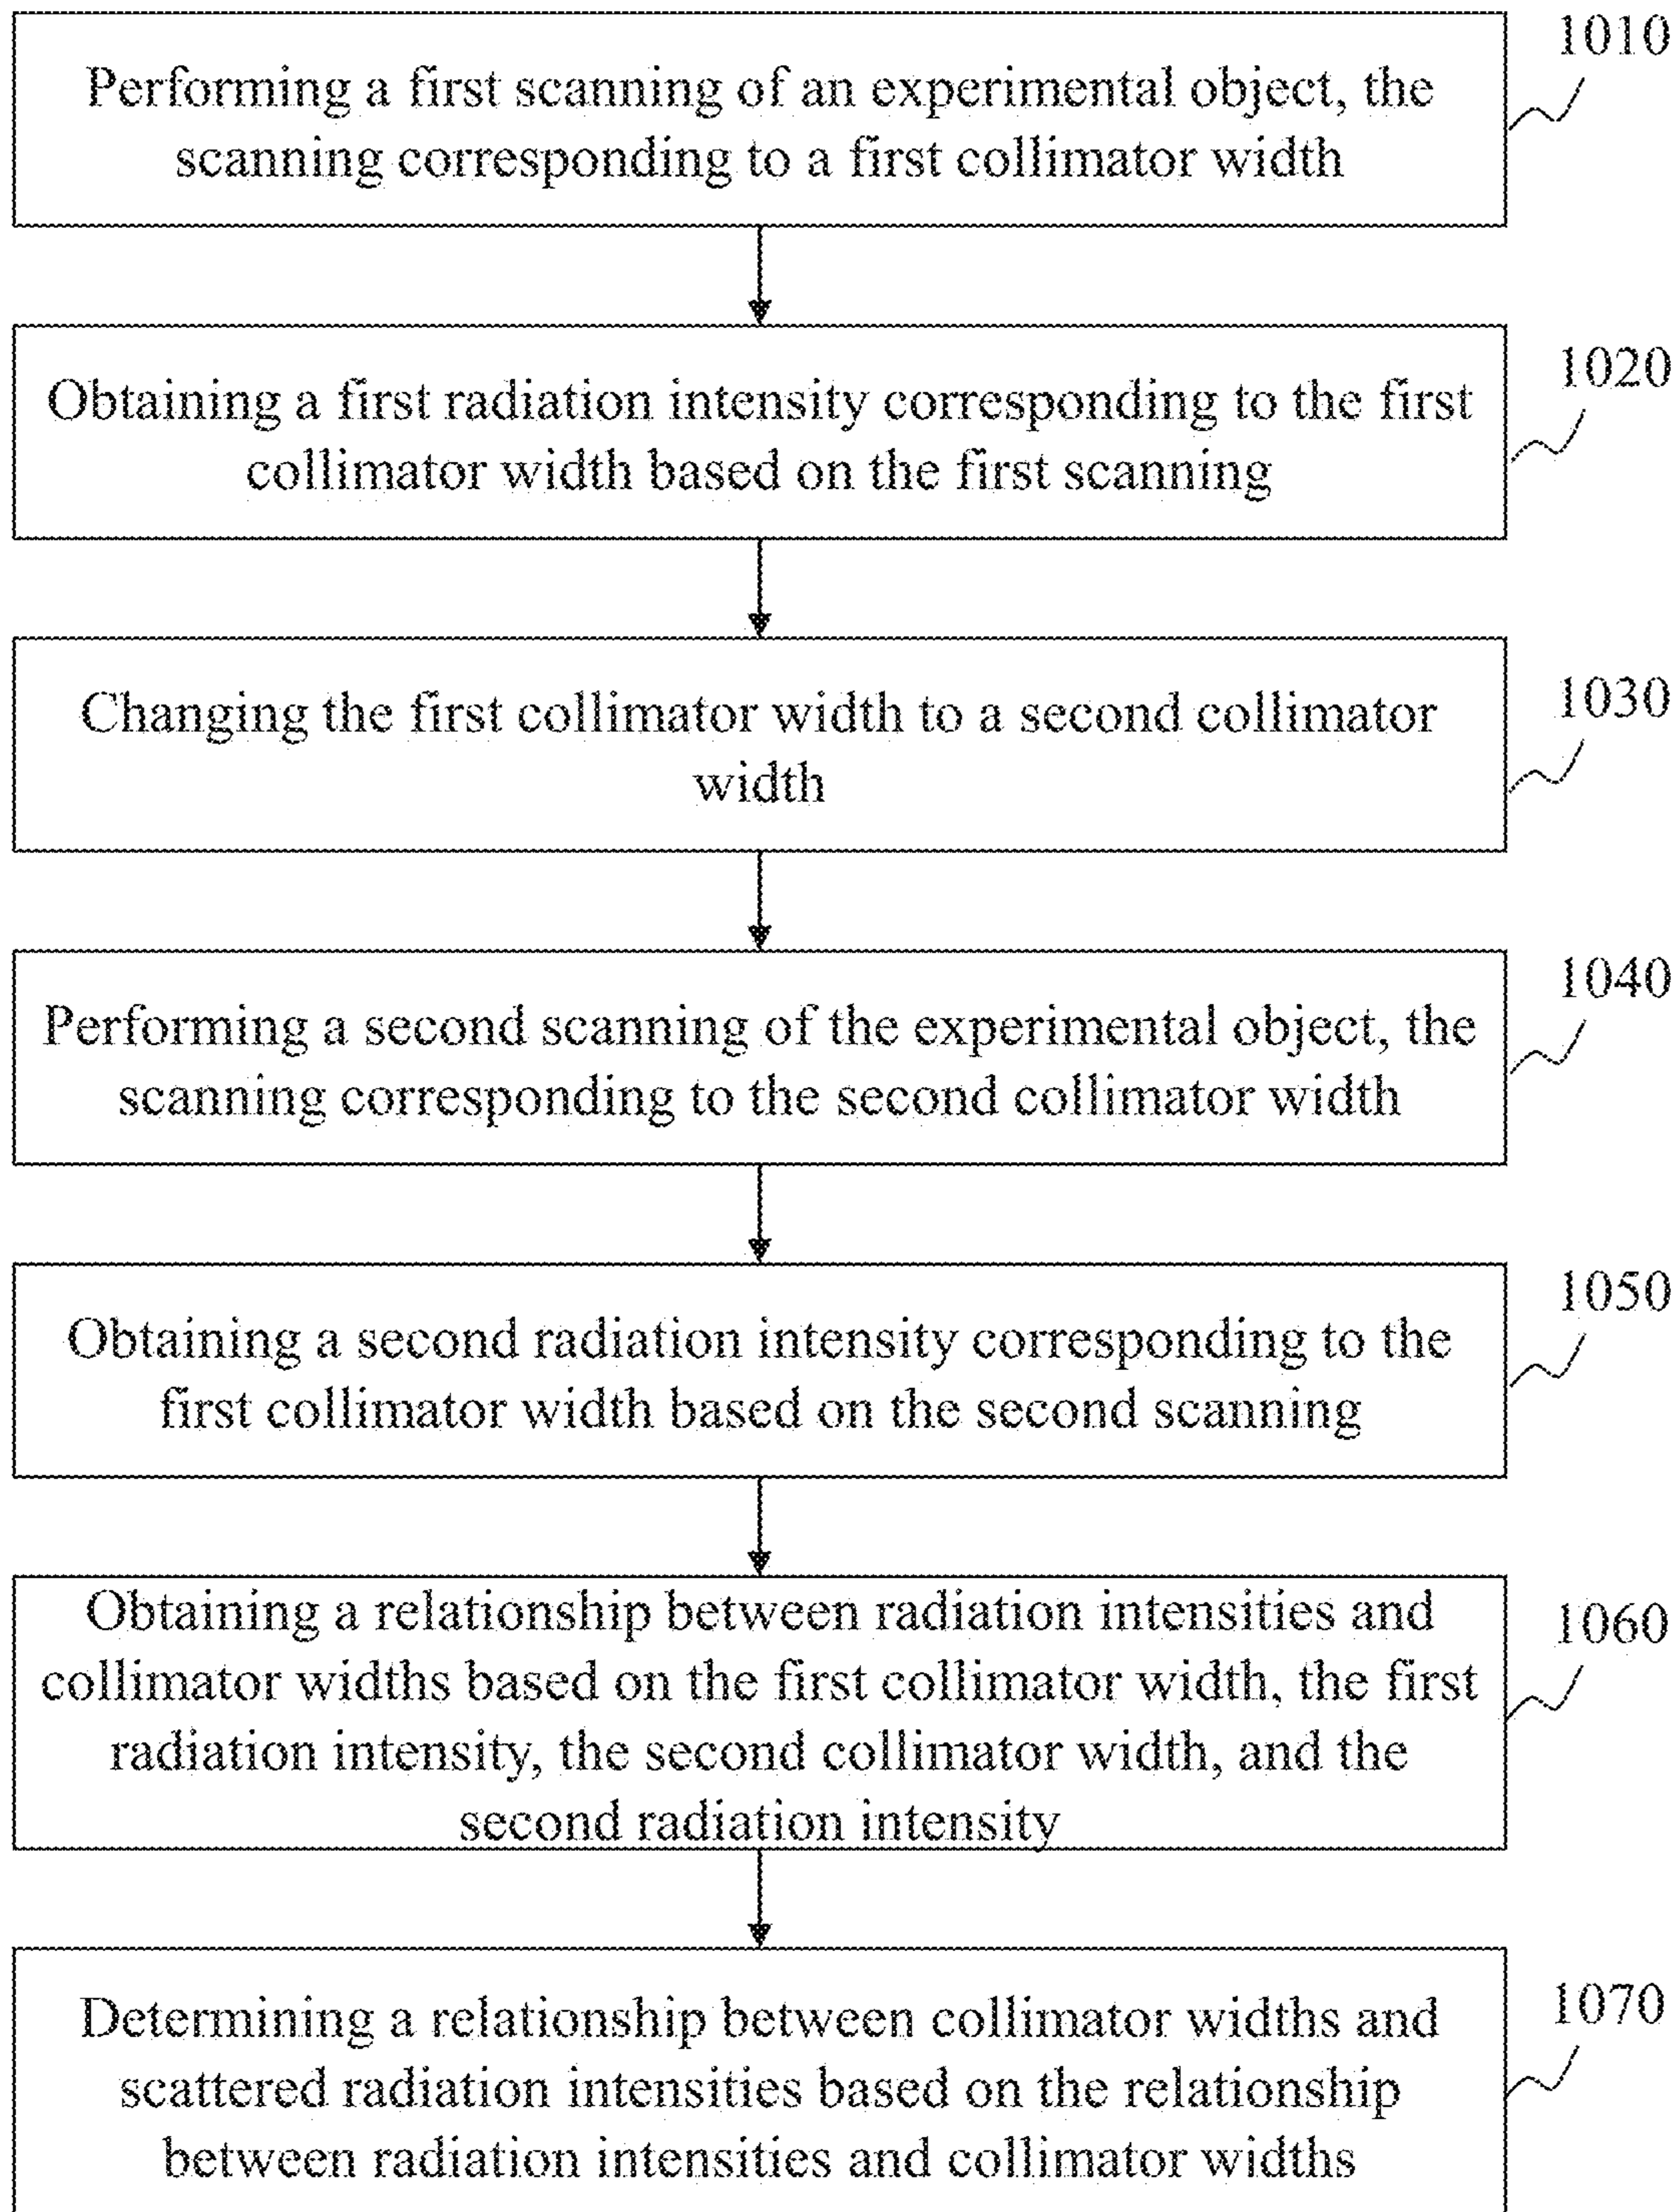 Performing a first scanning of an experimental object, the
scanning corresponding to a first collimator width
1010
Obtaining a first radiation intensity corresponding to the first
collimator width based on the first scanning
1020
Changing the first collimator width to a second collimator
width
1030
Performing a second scanning of the experimental object, the
scanning corresponding to the second collimator width
1040
Obtaining a second radiation intensity corresponding to the
first collimator width based on the second scanning
1050
Obtaining a relationship between radiation intensities and
collimator widths based on the first collimator width, the first
radiation intensity, the second collimator width, and the
second radiation intensity
1060
Determining a relationship between collimator widths and
scattered radiation intensities based on the relationship
between radiation intensities and collimator widths
1070